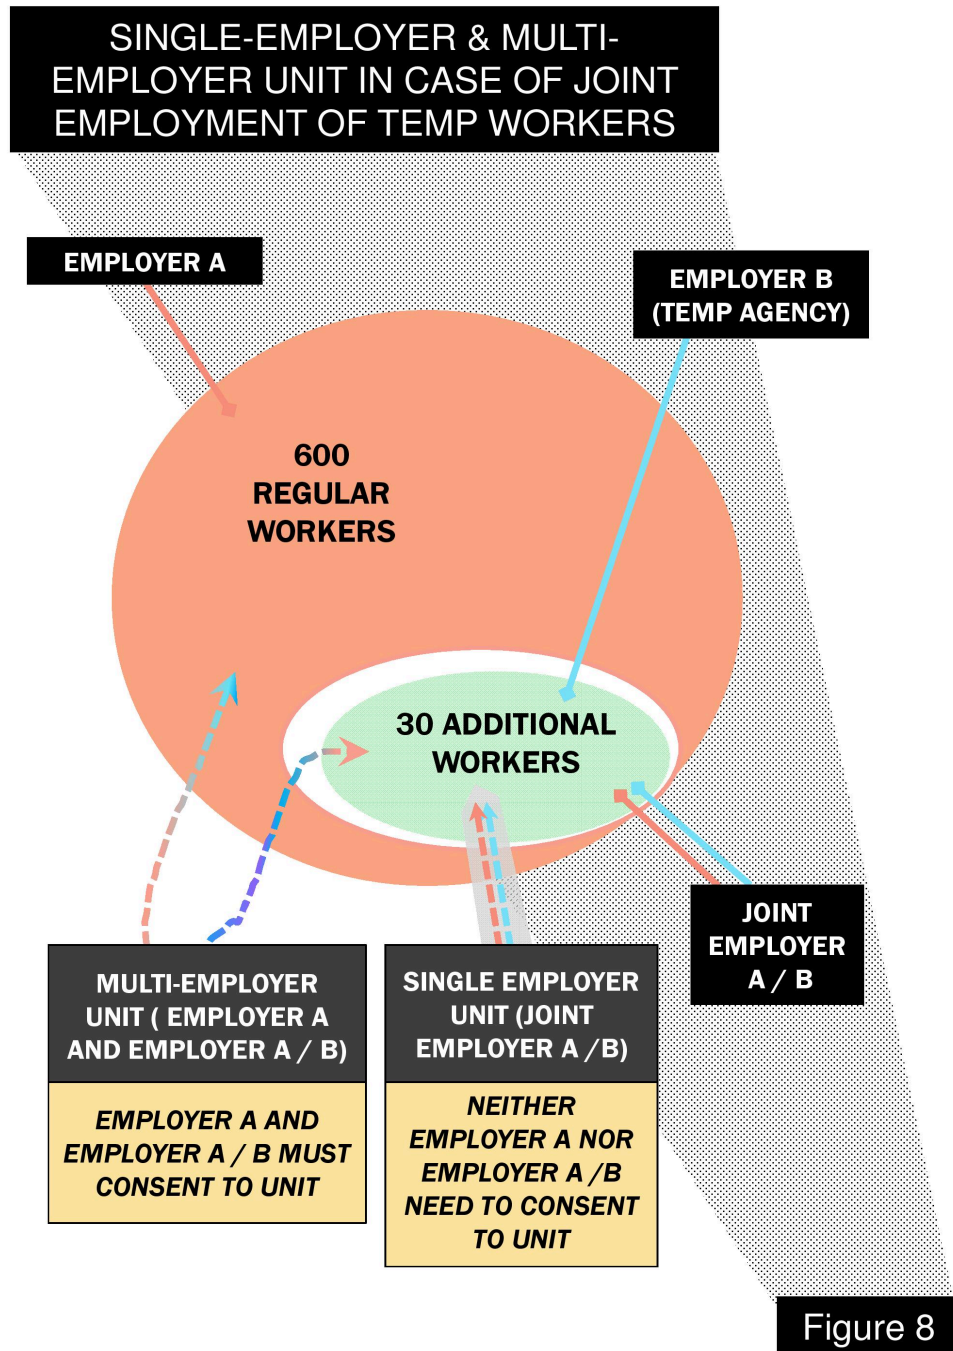 SINGLE-EMPLOYER & MULTI-
EMPLOYER UNIT IN CASE OF JOINT
EMPLOYMENT OF TEMP WORKERS
EMPLOYER A
EMPLOYER B
(TEMP AGENCY)
600
REGULAR
WORKERS
30 ADDITIONAL
WORKERS
JOINT
EMPLOYER
A / B
MULTI-EMPLOYER
UNIT ( EMPLOYER A
AND EMPLOYER A / B)
EMPLOYER A AND
EMPLOYER A / B MUST
CONSENT TO UNIT
SINGLE EMPLOYER
UNIT (JOINT
EMPLOYER A /B)
NEITHER
EMPLOYER A NOR
EMPLOYER A /B
NEED TO CONSENT
TO UNIT
Figure 8